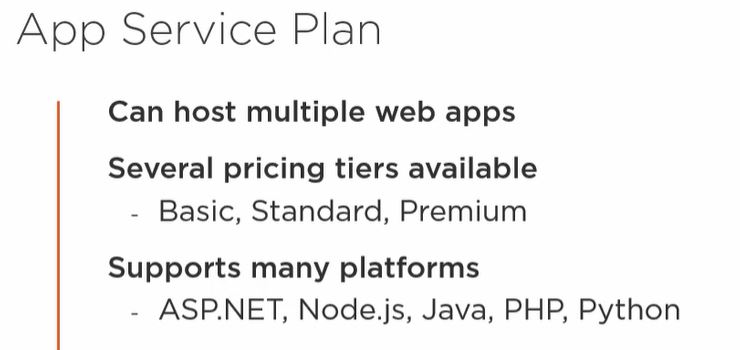 App Service Plan
Can host multiple web apps
Several pricing tiers available
- Basic, Standard, Premium
Supports many platforms
- ASP.NET, Node.js, Java, PHP, Python